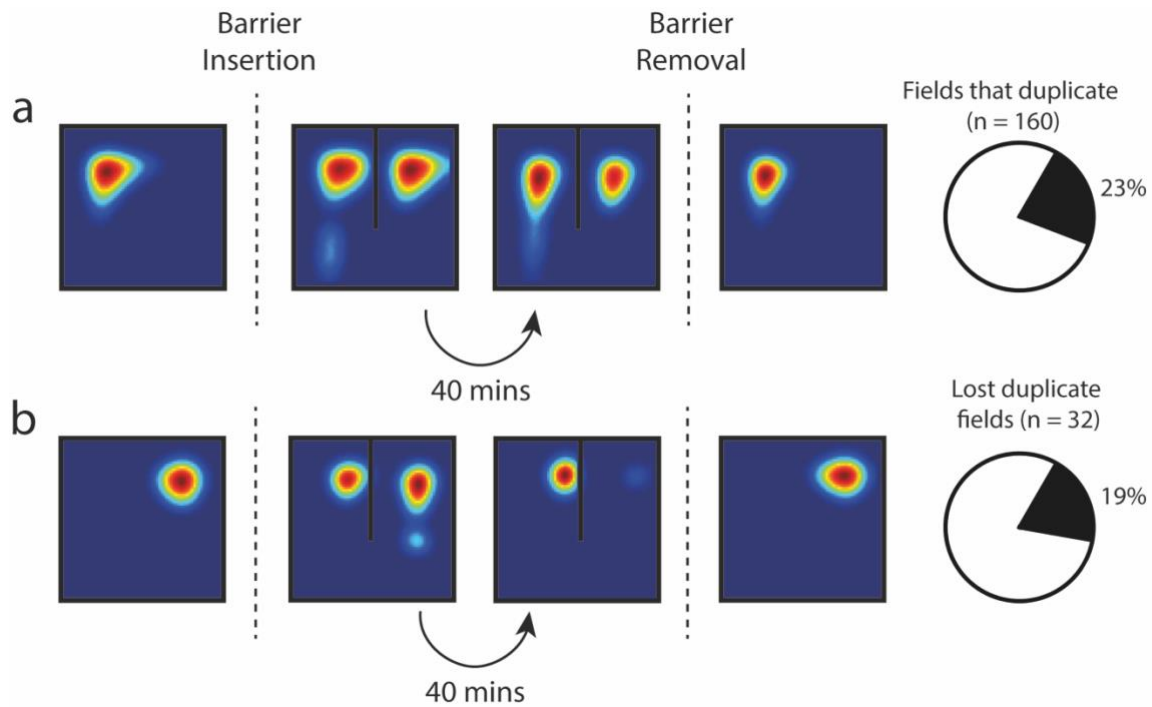 Barrier
Insertion
Barrier
Removal
a
Fields that duplicate
(n = 160)
23%
40 mins
b
Lost duplicate
fields (n = 32)
19%
40 mins